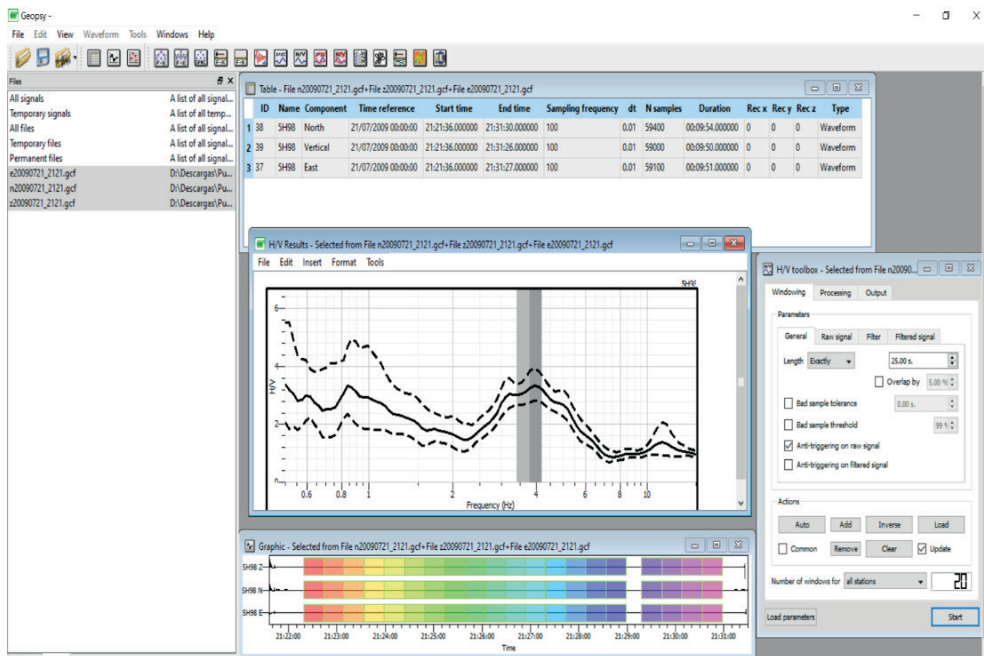 Geopsy -
File Edit View Waveform Tools Windows Help
Files
All signals A list of all signal...
Temporary signals A list of all temp...
All files A list of all signal...
Temporary files A list of all signal...
Permanent files A list of all signal...
e20090721_2121.gcf D:\Descargas\Pu...
n20090721_2121.gcf D:\Descargas\Pu...
z20090721_2121.gcf D:\Descargas\Pu...
Table - File n20090721_2121.gcf+File z20090721_2121.gcf+File e20090721_2121.gcf
ID Name Component Time reference Start time End time Sampling frequency dt N samples Duration Rec x Rec y Rec z Type
1 38 SH98 North 21/07/2009 00:00:00 21:21:36.000000 21:31:30.000000 100 0.01 59400 00:09:54.000000 0 0 0 Waveform
2 39 SH98 Vertical 21/07/2009 00:00:00 21:21:36.000000 21:31:26.000000 100 0.01 59000 00:09:50.000000 0 0 0 Waveform
3 37 SH98 East 21/07/2009 00:00:00 21:21:36.000000 21:31:27.000000 100 0.01 59100 00:09:51.000000 0 0 0 Waveform
H/V Results - Selected from File n20090721_2121.gcf+File z20090721_2121.gcf+File e20090721_2121.gcf
File Edit Insert Format Tools
6
4
H/V
2
0
0.6 0.8 1 2 4 6 8 10
Frequency (Hz)
H/V toolbox - Selected from File n20090...
Windowing Processing Output
Parameters
General Raw signal Filter Filtered signal
Length Exactly 25.00 s.
Overlap by 5.00 %
Bad sample tolerance 0.00 s.
Bad sample threshold 99 %
Anti-triggering on raw signal
Anti-triggering on filtered signal
Actions
Auto Add Inverse Load
Common Remove Clear Update
Number of windows for all stations 20
Load parameters Start
Graphic - Selected from File n20090721_2121.gcf+File z20090721_2121.gcf+File e20090721_2121.gcf
SH98 Z
SH98 N
SH98 E
21:22:00 21:23:00 21:24:00 21:25:00 21:26:00 21:27:00 21:28:00 21:29:00 21:30:00 21:31:00
Time